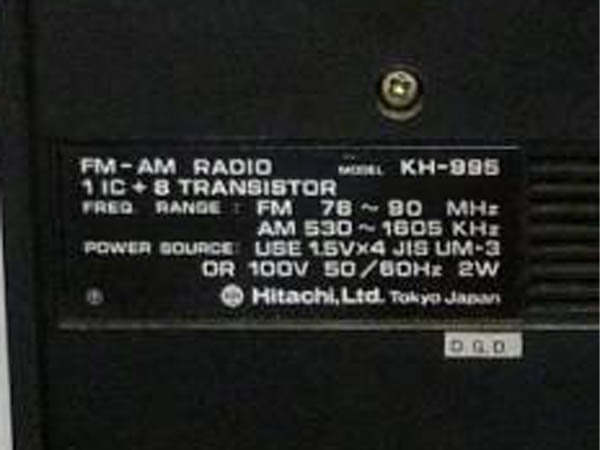 FM-AM RADIO MODEL KH-995
1 IC + 8 TRANSISTOR
FREQ. RANGE : FM 76 ~ 90 MHz
AM 530 ~ 1605 KHz
POWER SOURCE: USE 1.5V×4 JIS UM-3
OR 100V 50/60Hz 2W
Hitachi, Ltd. Tokyo Japan
D.G.D.